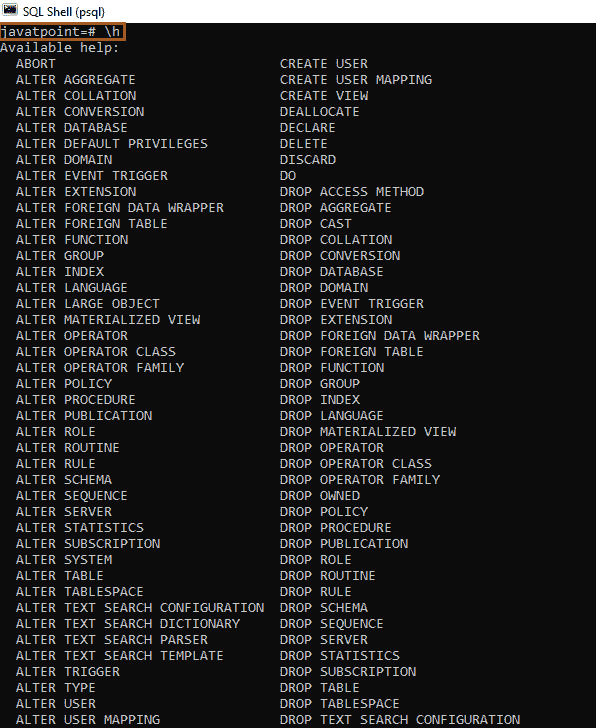 SQL Shell (psql)
javatpoint=# \h
Available help:
ABORT CREATE USER
ALTER AGGREGATE CREATE USER MAPPING
ALTER COLLATION CREATE VIEW
ALTER CONVERSION DEALLOCATE
ALTER DATABASE DECLARE
ALTER DEFAULT PRIVILEGES DELETE
ALTER DOMAIN DISCARD
ALTER EVENT TRIGGER DO
ALTER EXTENSION DROP ACCESS METHOD
ALTER FOREIGN DATA WRAPPER DROP AGGREGATE
ALTER FOREIGN TABLE DROP CAST
ALTER FUNCTION DROP COLLATION
ALTER GROUP DROP CONVERSION
ALTER INDEX DROP DATABASE
ALTER LANGUAGE DROP DOMAIN
ALTER LARGE OBJECT DROP EVENT TRIGGER
ALTER MATERIALIZED VIEW DROP EXTENSION
ALTER OPERATOR DROP FOREIGN DATA WRAPPER
ALTER OPERATOR CLASS DROP FOREIGN TABLE
ALTER OPERATOR FAMILY DROP FUNCTION
ALTER POLICY DROP GROUP
ALTER PROCEDURE DROP INDEX
ALTER PUBLICATION DROP LANGUAGE
ALTER ROLE DROP MATERIALIZED VIEW
ALTER ROUTINE DROP OPERATOR
ALTER RULE DROP OPERATOR CLASS
ALTER SCHEMA DROP OPERATOR FAMILY
ALTER SEQUENCE DROP OWNED
ALTER SERVER DROP POLICY
ALTER STATISTICS DROP PROCEDURE
ALTER SUBSCRIPTION DROP PUBLICATION
ALTER SYSTEM DROP ROLE
ALTER TABLE DROP ROUTINE
ALTER TABLESPACE DROP RULE
ALTER TEXT SEARCH CONFIGURATION DROP SCHEMA
ALTER TEXT SEARCH DICTIONARY DROP SEQUENCE
ALTER TEXT SEARCH PARSER DROP SERVER
ALTER TEXT SEARCH TEMPLATE DROP STATISTICS
ALTER TRIGGER DROP SUBSCRIPTION
ALTER TYPE DROP TABLE
ALTER USER DROP TABLESPACE
ALTER USER MAPPING DROP TEXT SEARCH CONFIGURATION